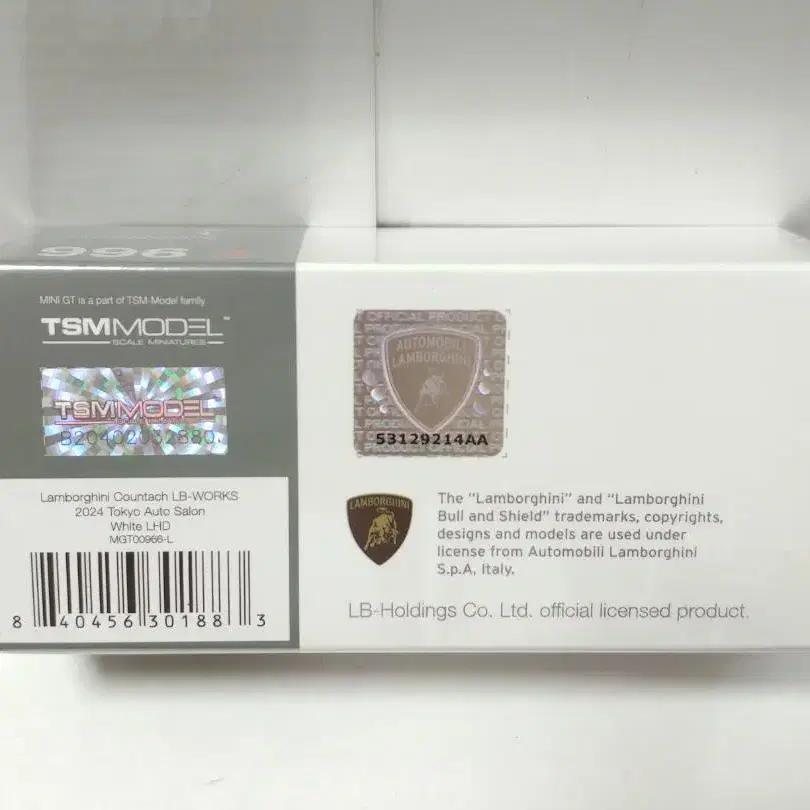 966
MINI GT is a part of TSM-Model family
TSMMODEL™
SCALE MINIATURES
TSMMODEL
Lamborghini Countach LB-WORKS
2024 Tokyo Auto Salon
White LHD
MGT00966-L
8 40456 30188 3
OFFICIAL PRODUCT
AUTOMOBILI
LAMBORGHINI
53129214AA
LAMBORGHINI
The "Lamborghini" and "Lamborghini
Bull and Shield" trademarks, copyrights,
designs and models are used under
license from Automobili Lamborghini
S.p.A, Italy.
LB-Holdings Co. Ltd. official licensed product.